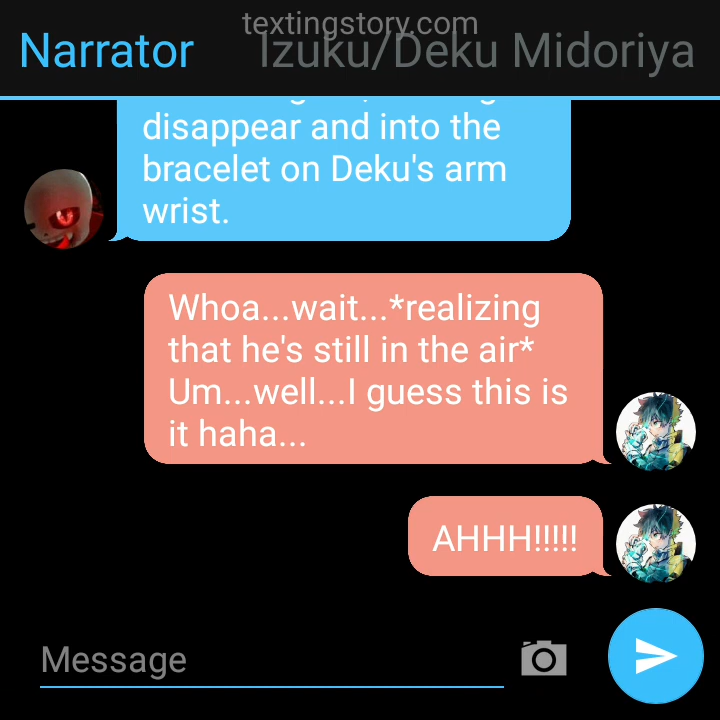 textingstory.com
Narrator
Izuku/Deku Midoriya
disappear and into the
bracelet on Deku's arm
wrist.
Whoa...wait...*realizing
that he's still in the air*
Um...well...I guess this is
it haha...
AHHH!!!!!
Message